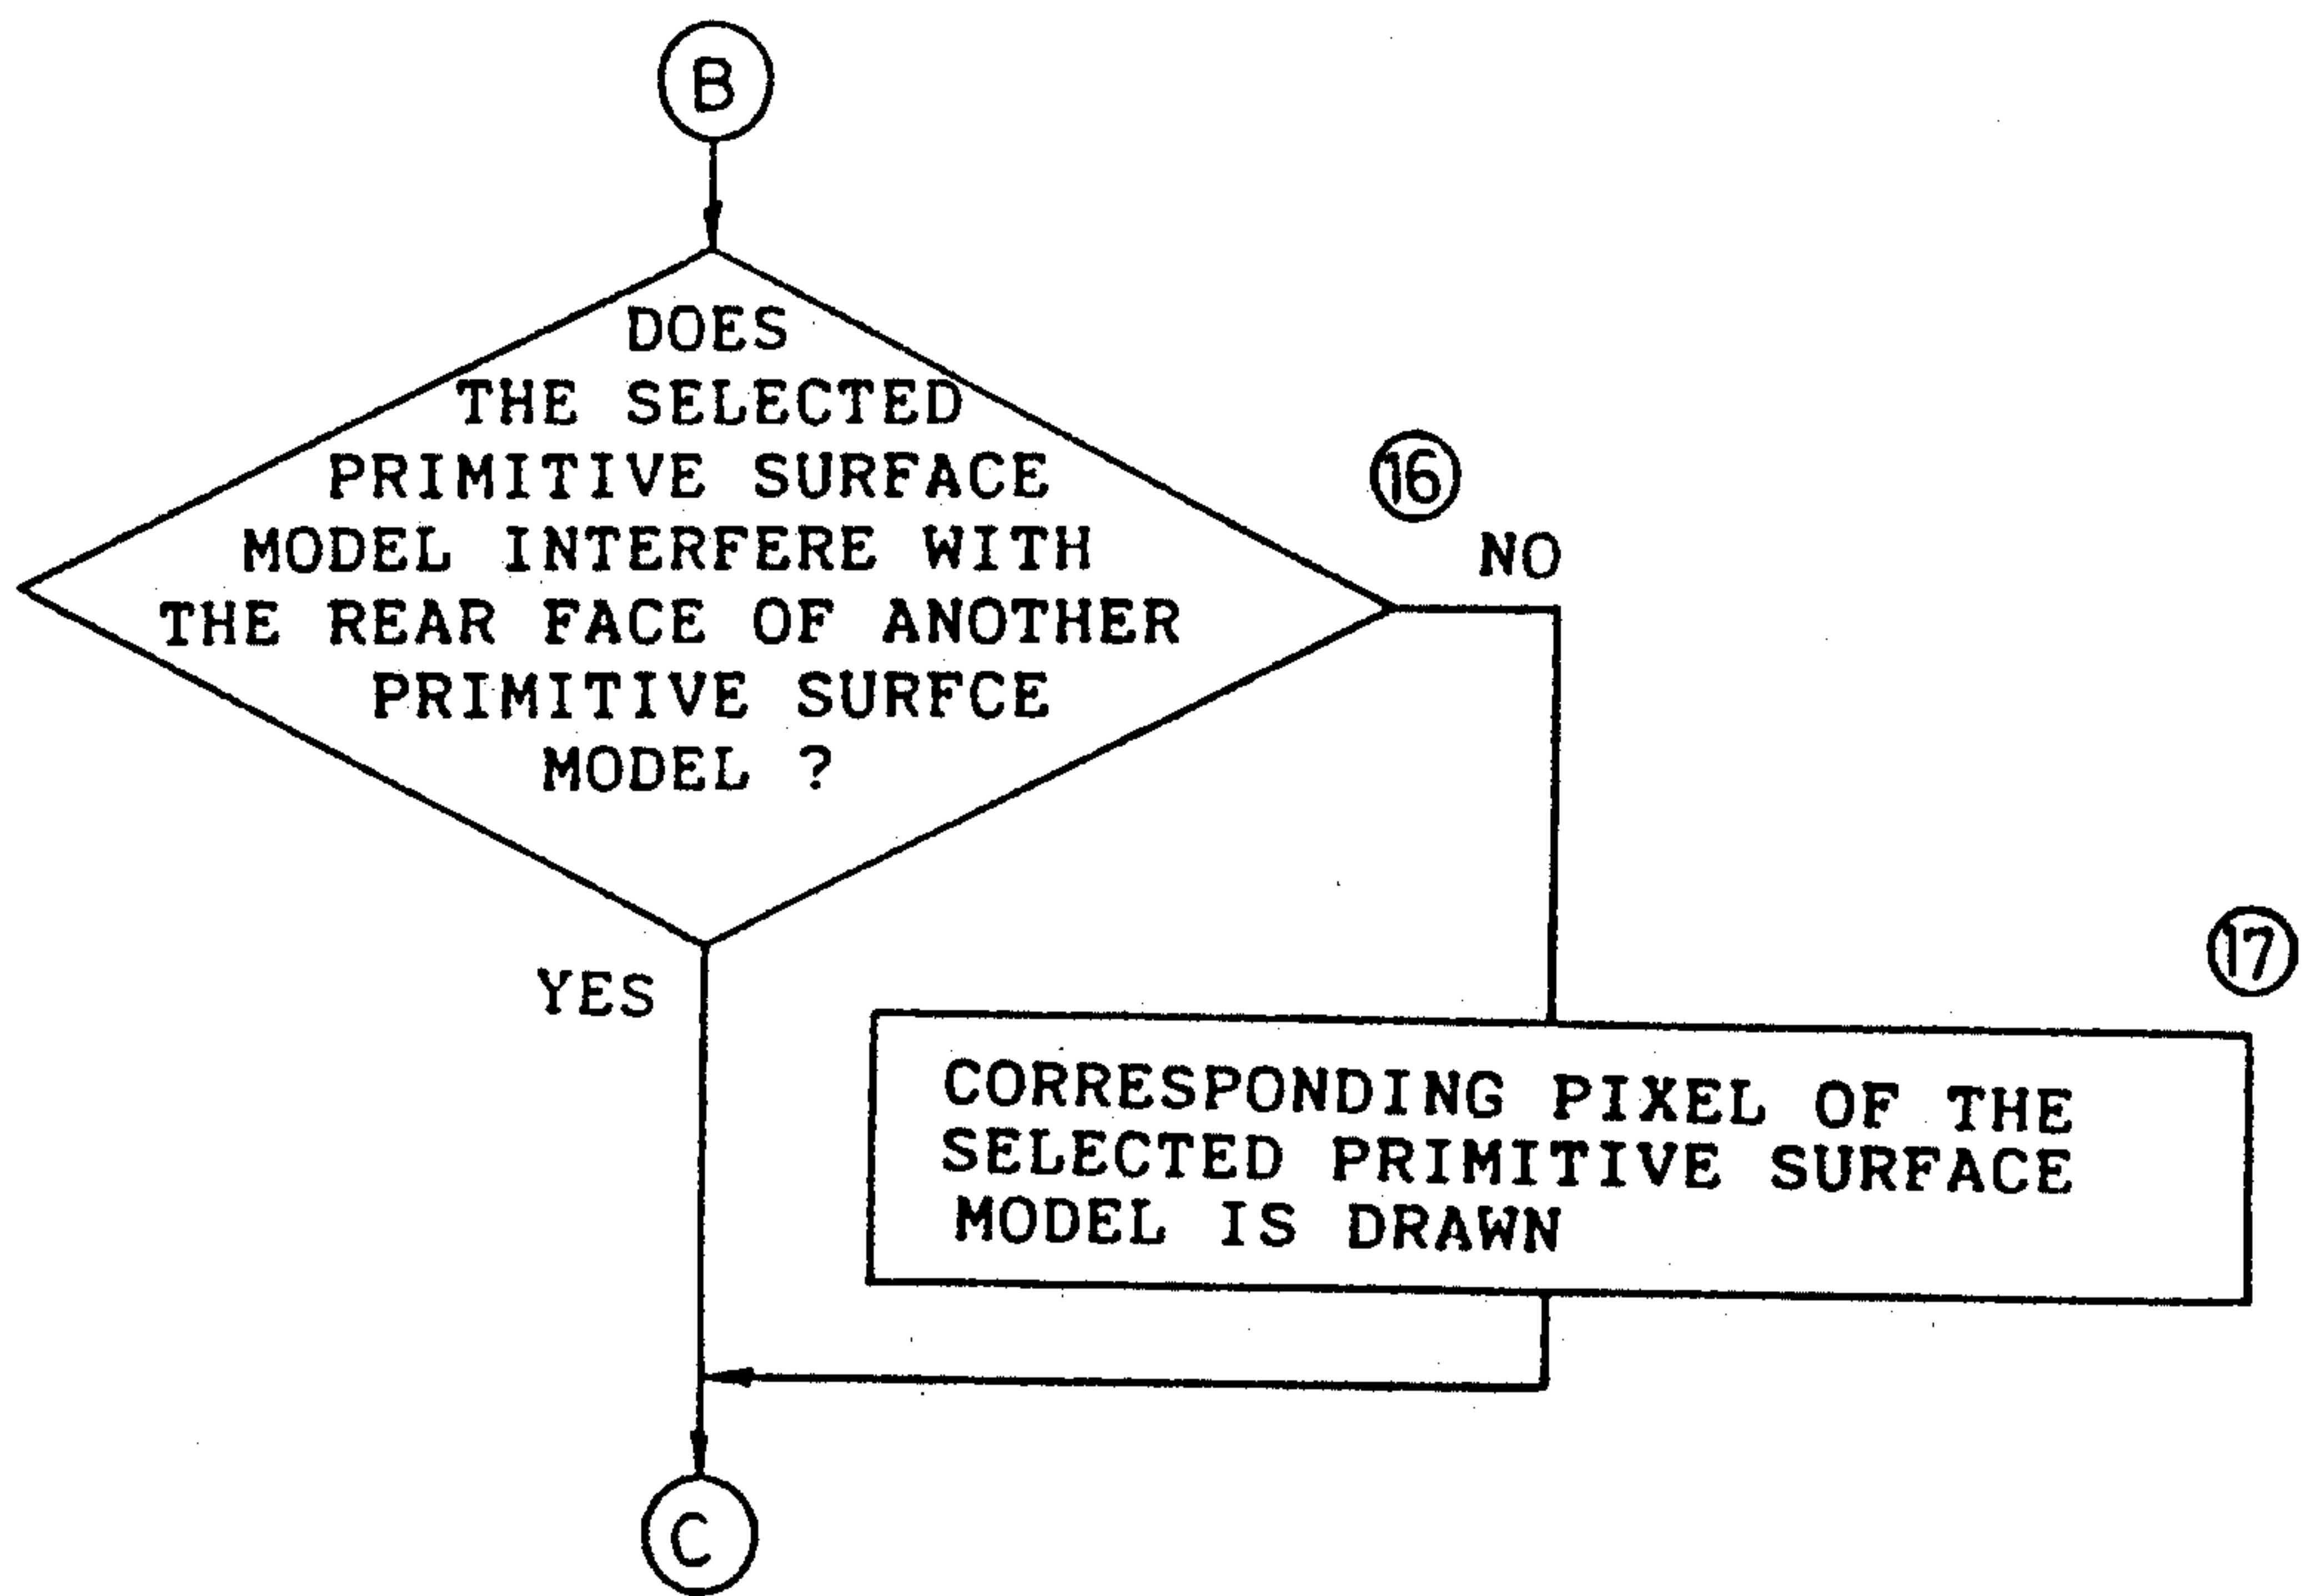 B
DOES
THE SELECTED
PRIMITIVE SURFACE
MODEL INTERFERE WITH
THE REAR FACE OF ANOTHER
PRIMITIVE SURFCE
MODEL ?
16
NO
YES
17
CORRESPONDING PIXEL OF THE
SELECTED PRIMITIVE SURFACE
MODEL IS DRAWN
C